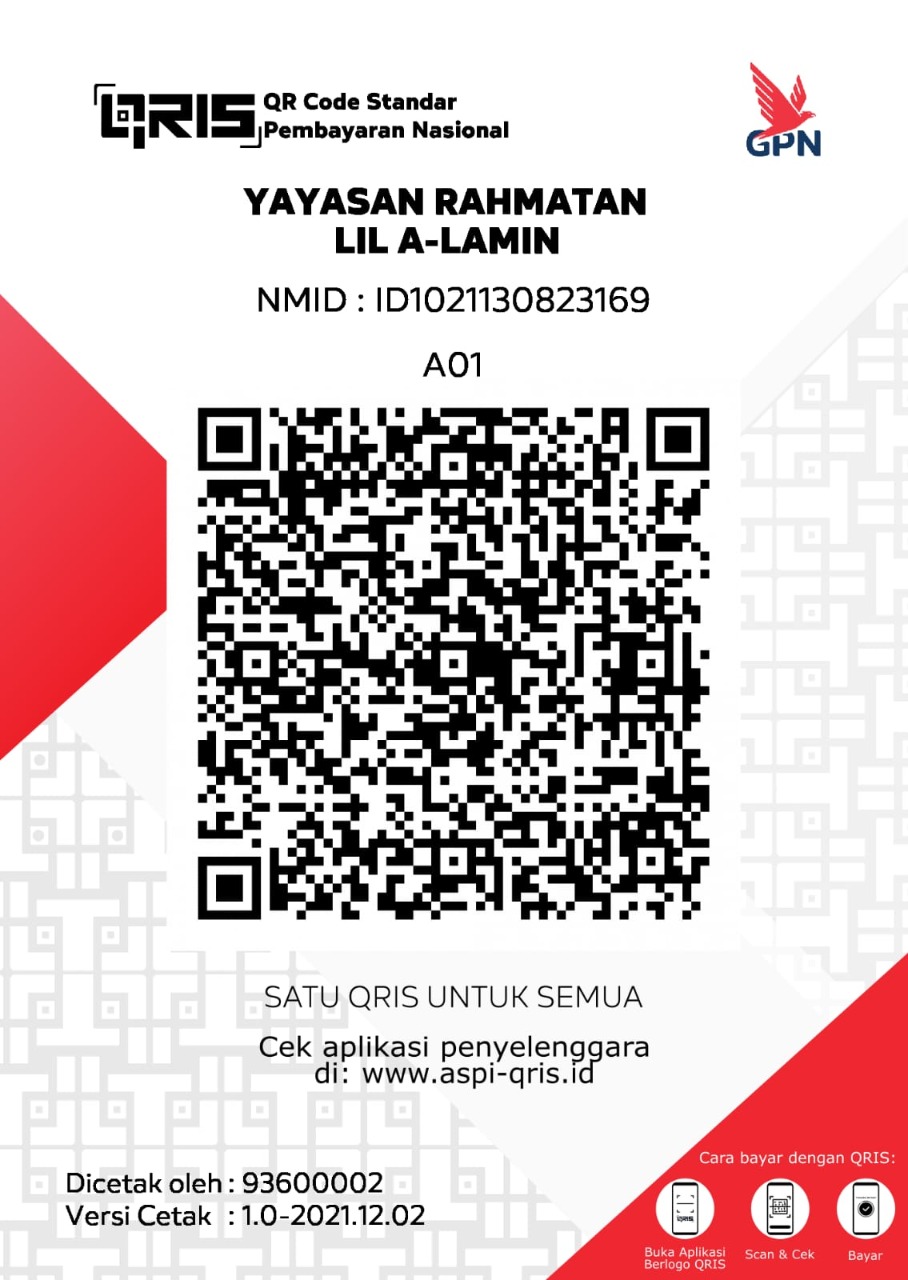 QRIS QR Code Standar
Pembayaran Nasional
GPN
YAYASAN RAHMATAN
LIL A-LAMIN
NMID : ID1021130823169
A01
SATU QRIS UNTUK SEMUA
Cek aplikasi penyelenggara
di: www.aspi-qris.id
Dicetak oleh : 93600002
Versi Cetak : 1.0-2021.12.02
Cara bayar dengan QRIS:
QRIS
Buka Aplikasi
Berlogo QRIS
Scan & Cek
Bayar